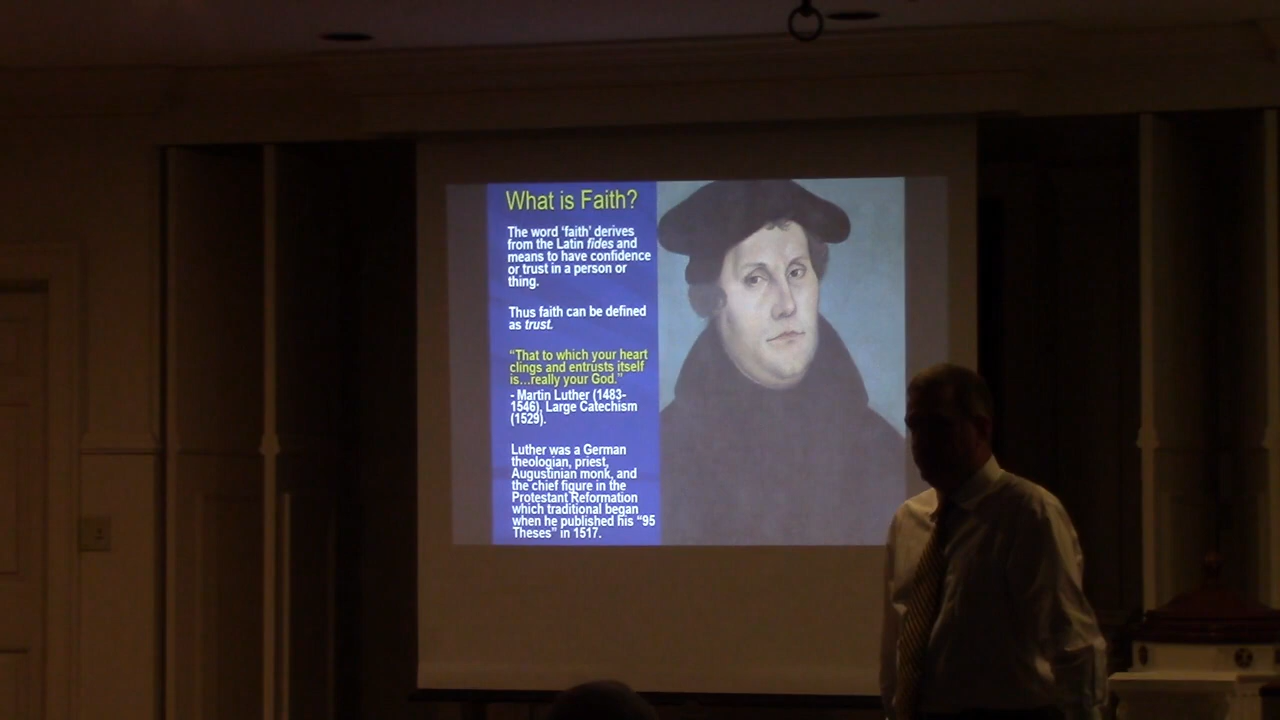 What is Faith?
The word ‘faith’ derives
from the Latin fides and
means to have confidence
or trust in a person or
thing.
Thus faith can be defined
as trust.
“That to which your heart
clings and entrusts itself
is...really your God.”
- Martin Luther (1483-
1546), Large Catechism
(1529).
Luther was a German
theologian, priest,
Augustinian monk, and
the chief figure in the
Protestant Reformation
which traditional began
when he published his “95
Theses” in 1517.